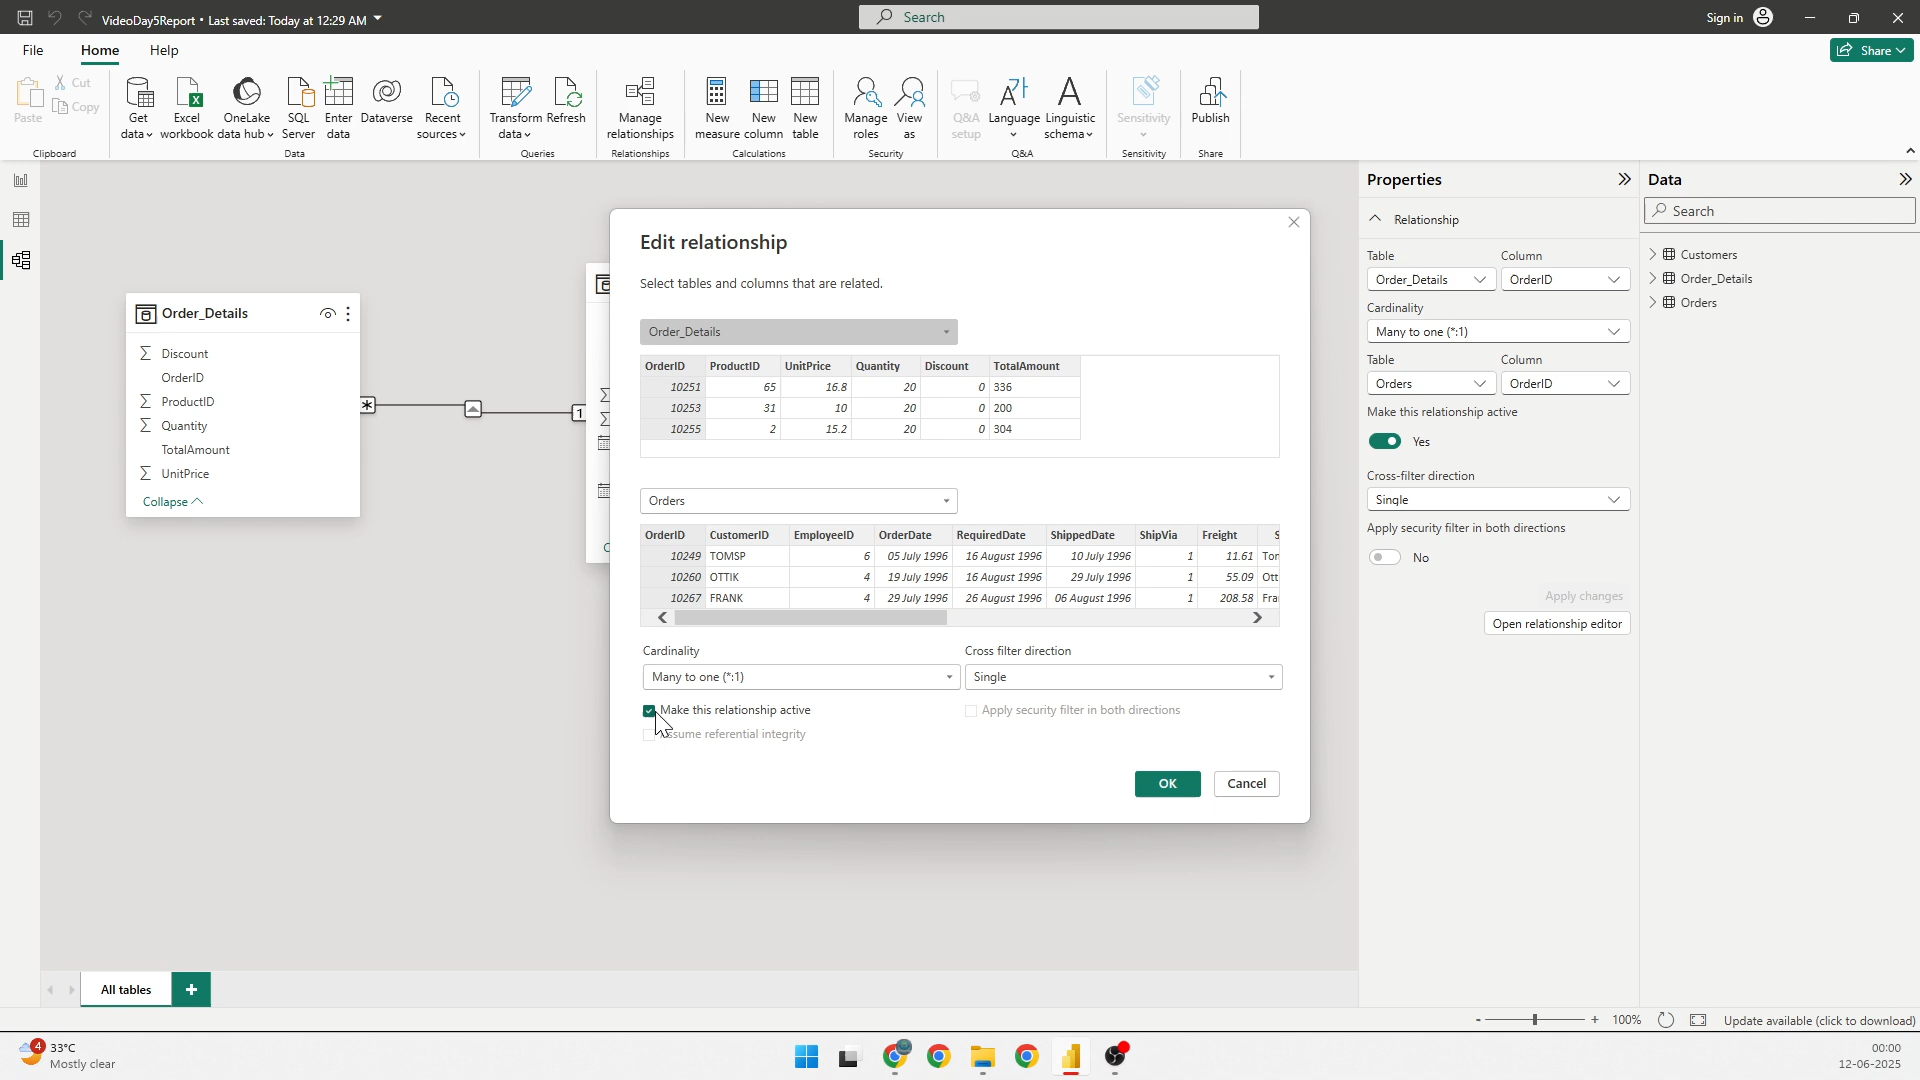 VideoDay5Report • Last saved: Today at 12:29 AM
Search
Sign in
File
Home
Help
Share
Paste
Cut
Copy
Clipboard
Get data
Excel workbook
OneLake data hub
SQL Server
Enter data
Dataverse
Recent sources
Data
Transform data
Refresh
Queries
Manage relationships
Relationships
New measure
New column
New table
Calculations
Manage roles
View as
Security
Q&A setup
Language
Linguistic schema
Q&A
Sensitivity
Sensitivity
Publish
Share
Order_Details
Discount
OrderID
ProductID
Quantity
TotalAmount
UnitPrice
Collapse
*
1
Edit relationship
Select tables and columns that are related.
Order_Details
OrderID ProductID UnitPrice Quantity Discount TotalAmount
10251 65 16.8 20 0 336
10253 31 10 20 0 200
10255 2 15.2 20 0 304
Orders
OrderID CustomerID EmployeeID OrderDate RequiredDate ShippedDate ShipVia Freight S
10249 TOMSP 6 05 July 1996 16 August 1996 10 July 1996 1 11.61 Ton
10260 OTTIK 4 19 July 1996 16 August 1996 29 July 1996 1 55.09 Ott
10267 FRANK 4 29 July 1996 26 August 1996 06 August 1996 1 208.58 Fra
Cardinality
Cross filter direction
Many to one (*:1)
Single
Make this relationship active
Apply security filter in both directions
sume referential integrity
OK
Cancel
Properties
Relationship
Table Column
Order_Details OrderID
Cardinality
Many to one (*:1)
Table Column
Orders OrderID
Make this relationship active
Yes
Cross-filter direction
Single
Apply security filter in both directions
No
Apply changes
Open relationship editor
Data
Search
Customers
Order_Details
Orders
All tables
+
- + 100%
Update available (click to download)
4
33°C
Mostly clear
00:00
12-06-2025